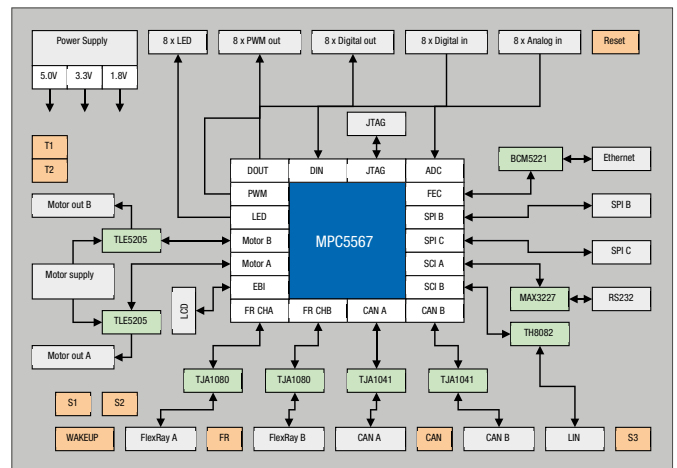 Power Supply
5.0V 3.3V 1.8V
8 x LED
8 x PWM out
8 x Digital out
8 x Digital in
8 x Analog in
Reset
T1
T2
JTAG
BCM5221
Ethernet
DOUT
DIN
JTAG
ADC
PWM
FEC
LED
SPI B
SPI B
Motor B
MPC5567
SPI C
SPI C
Motor A
SCI A
EBI
SCI B
FR CHA
FR CHB
CAN A
CAN B
Motor out B
TLE5205
Motor supply
TLE5205
Motor out A
LCD
MAX3227
RS232
TH8082
TJA1080
TJA1080
TJA1041
TJA1041
S1
S2
WAKEUP
FlexRay A
FR
FlexRay B
CAN A
CAN
CAN B
LIN
S3